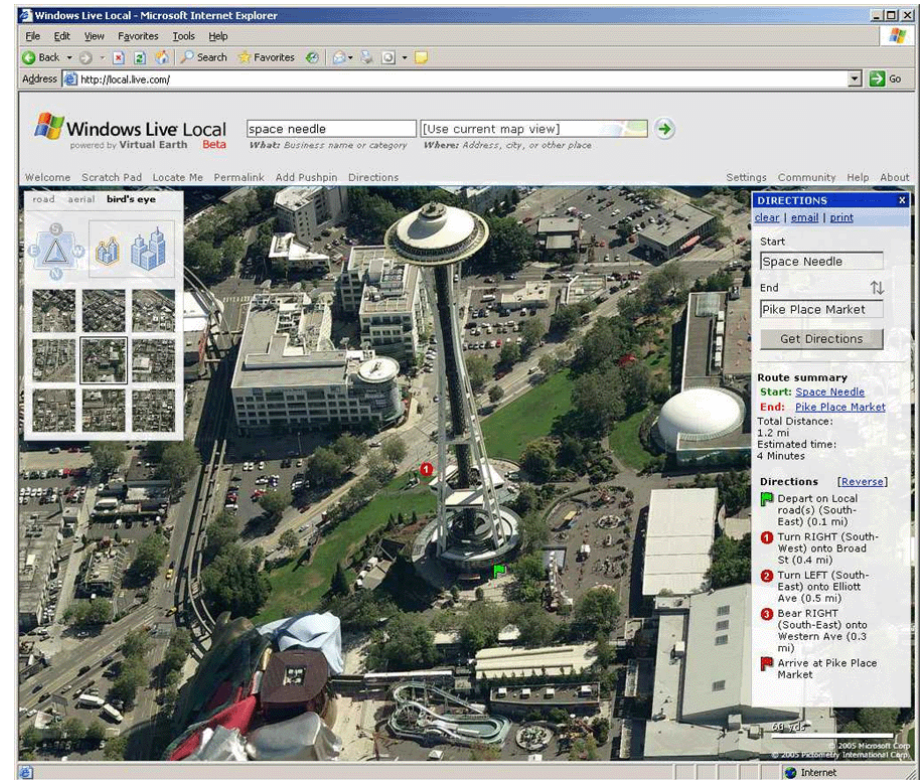 Windows Live Local - Microsoft Internet Explorer
File Edit View Favorites Tools Help
Back Search Favorites
Address http://local.live.com/ Go
Windows Live Local
powered by Virtual Earth Beta
space needle [Use current map view]
What: Business name or category Where: Address, city, or other place
Welcome Scratch Pad Locate Me Permalink Add Pushpin Directions Settings Community Help About
road aerial bird's eye
S
E W
N
1
DIRECTIONS x
clear | email | print
Start
Space Needle
End
Pike Place Market
Get Directions
Route summary
Start: Space Needle
End: Pike Place Market
Total Distance:
1.2 mi
Estimated time:
4 Minutes
Directions [Reverse]
Depart on Local
road(s) (South-
East) (0.1 mi)
1 Turn RIGHT (South-
West) onto Broad
St (0.4 mi)
2 Turn LEFT (South-
East) onto Elliott
Ave (0.5 mi)
3 Bear RIGHT
(South-East) onto
Western Ave (0.3
mi)
Arrive at Pike Place
Market
60 yds
© 2005 Microsoft Corp
© 2005 Pictometry International Corp.
Internet